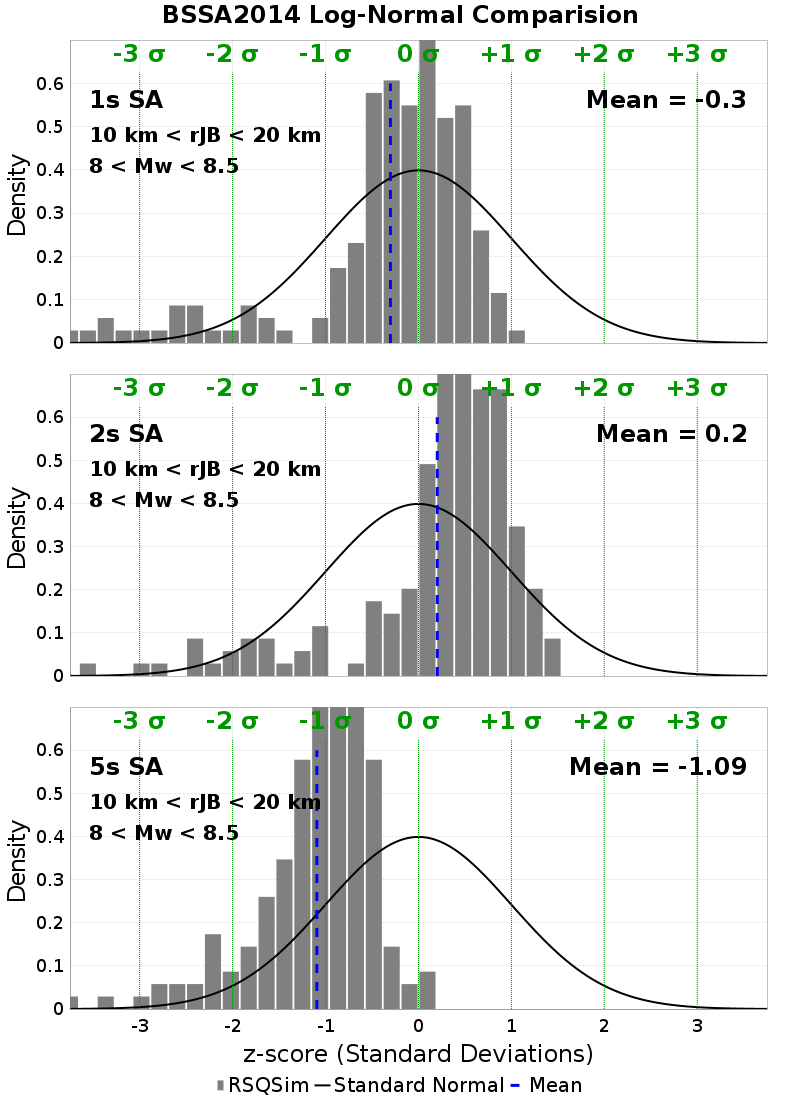 BSSA2014 Log-Normal Comparision
-3 σ -2 σ -1 σ 0 σ +1 σ +2 σ +3 σ
0.6
1s SA Mean = -0.3
0.5
10 km < rJB < 20 km
8 < Mw < 8.5
0.4
0.3
0.2
0.1
0
Density
-3 σ -2 σ -1 σ 0 σ +1 σ +2 σ +3 σ
0.6
2s SA Mean = 0.2
0.5
10 km < rJB < 20 km
8 < Mw < 8.5
0.4
0.3
0.2
0.1
0
Density
-3 σ -2 σ -1 σ 0 σ +1 σ +2 σ +3 σ
0.6
5s SA Mean = -1.09
0.5
10 km < rJB < 20 km
8 < Mw < 8.5
0.4
0.3
0.2
0.1
0
Density
-3 -2 -1 0 1 2 3
z-score (Standard Deviations)
RSQSim Standard Normal Mean